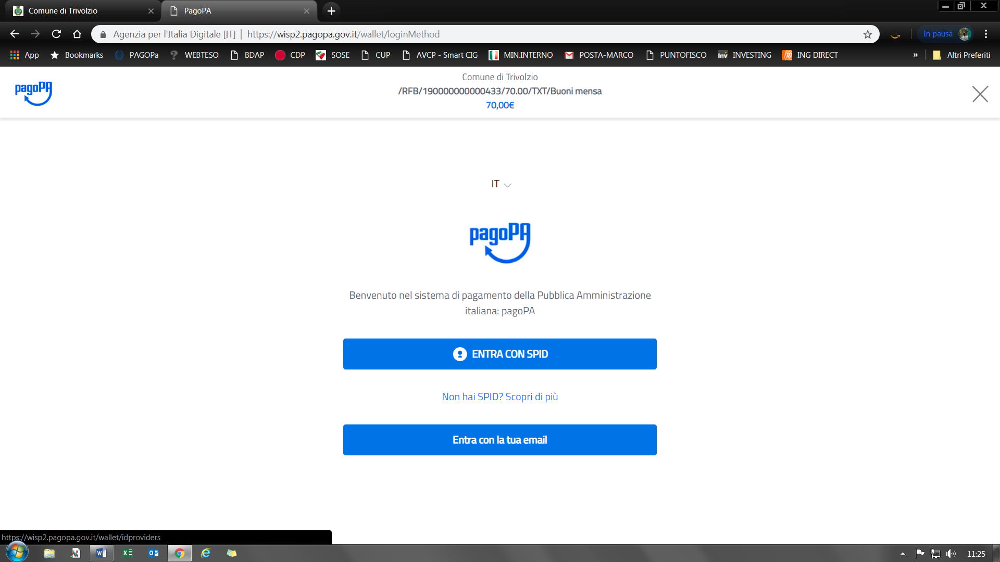 Comune di Trivolzio
PagoPA
Agenzia per l'Italia Digitale [IT] | https://wisp2.pagopa.gov.it/wallet/loginMethod
In pausa
App
Bookmarks
PAGOPa
WEBTESO
BDAP
CDP
SOSE
CUP
AVCP - Smart CIG
MIN.INTERNO
POSTA-MARCO
PUNTOFISCO
INVESTING
ING DIRECT
»
Altri Preferiti
pagoPA
Comune di Trivolzio
/RFB/190000000000433/70.00/TXT/Buoni mensa
70,00€
IT
pagoPA
Benvenuto nel sistema di pagamento della Pubblica Amministrazione
italiana: pagoPA
ENTRA CON SPID
Non hai SPID? Scopri di più
Entra con la tua email
https://wisp2.pagopa.gov.it/wallet/idproviders
11:25